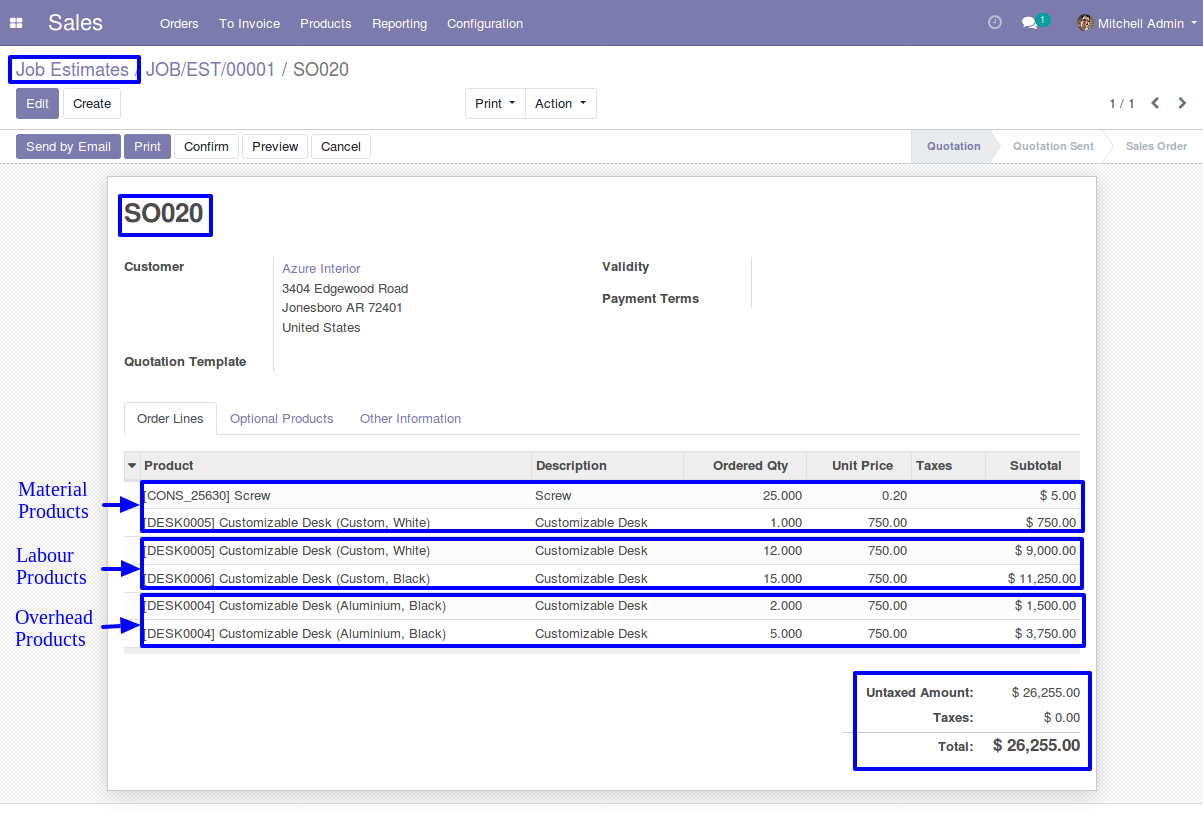 Sales Orders To Invoice Products Reporting Configuration 1 Mitchell Admin
Job Estimates / JOB/EST/00001 / SO020
Edit Create Print Action 1 / 1
Send by Email Print Confirm Preview Cancel Quotation Quotation Sent Sales Order
SO020
Customer
Azure Interior
3404 Edgewood Road
Jonesboro AR 72401
United States
Validity
Payment Terms
Quotation Template
Order Lines Optional Products Other Information
Product Description Ordered Qty Unit Price Taxes Subtotal
Material
Products
[CONS_25630] Screw Screw 25.000 0.20 $ 5.00
[DESK0005] Customizable Desk (Custom, White) Customizable Desk 1.000 750.00 $ 750.00
Labour
Products
[DESK0005] Customizable Desk (Custom, White) Customizable Desk 12.000 750.00 $ 9,000.00
[DESK0006] Customizable Desk (Custom, Black) Customizable Desk 15.000 750.00 $ 11,250.00
Overhead
Products
[DESK0004] Customizable Desk (Aluminium, Black) Customizable Desk 2.000 750.00 $ 1,500.00
[DESK0004] Customizable Desk (Aluminium, Black) Customizable Desk 5.000 750.00 $ 3,750.00
Untaxed Amount: $ 26,255.00
Taxes: $ 0.00
Total: $ 26,255.00